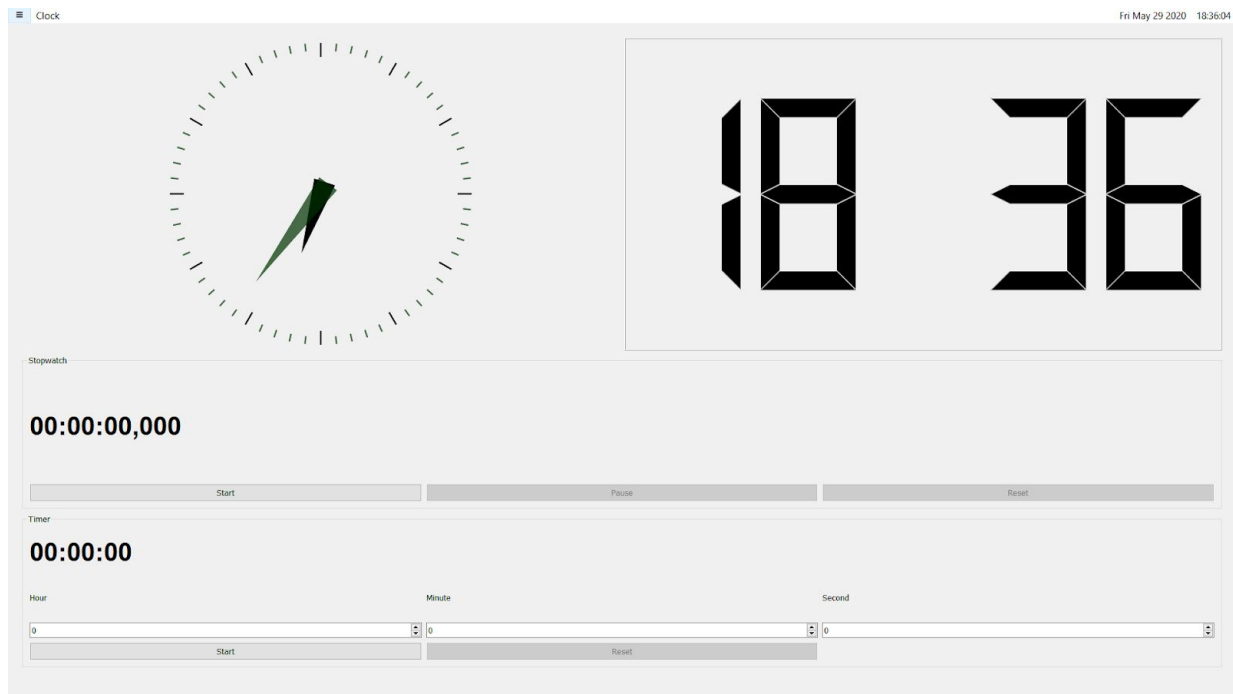 ≡ Clock Fri May 29 2020 18:36:04
18 36
Stopwatch
00:00:00,000
Start Pause Reset
Timer
00:00:00
Hour Minute Second
0 0 0
Start Reset